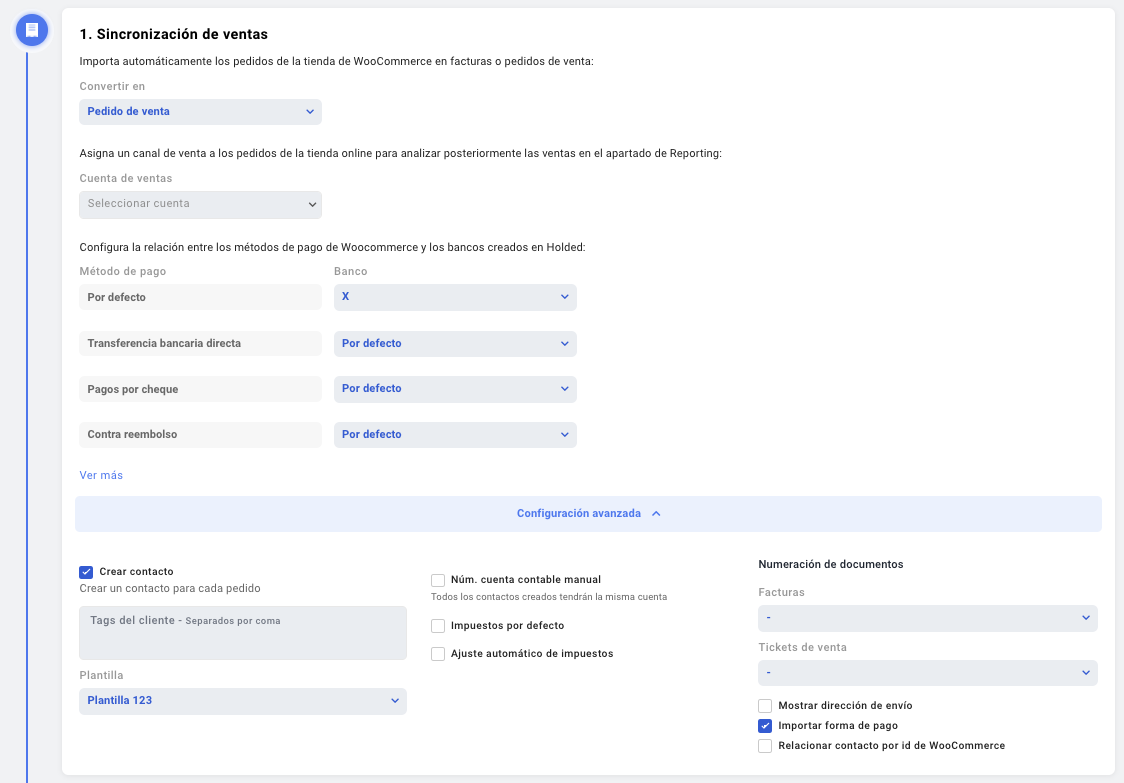 1. Sincronización de ventas
Importa automáticamente los pedidos de la tienda de WooCommerce en facturas o pedidos de venta:
Convertir en
Pedido de venta
Asigna un canal de venta a los pedidos de la tienda online para analizar posteriormente las ventas en el apartado de Reporting:
Cuenta de ventas
Seleccionar cuenta
Configura la relación entre los métodos de pago de Woocommerce y los bancos creados en Holded:
Método de pago
Banco
Por defecto
X
Transferencia bancaria directa
Por defecto
Pagos por cheque
Por defecto
Contra reembolso
Por defecto
Ver más
Configuración avanzada
Crear contacto
Crear un contacto para cada pedido
Tags del cliente - Separados por coma
Plantilla
Plantilla 123
Núm. cuenta contable manual
Todos los contactos creados tendrán la misma cuenta
Impuestos por defecto
Ajuste automático de impuestos
Numeración de documentos
Facturas
-
Tickets de venta
-
Mostrar dirección de envío
Importar forma de pago
Relacionar contacto por id de WooCommerce